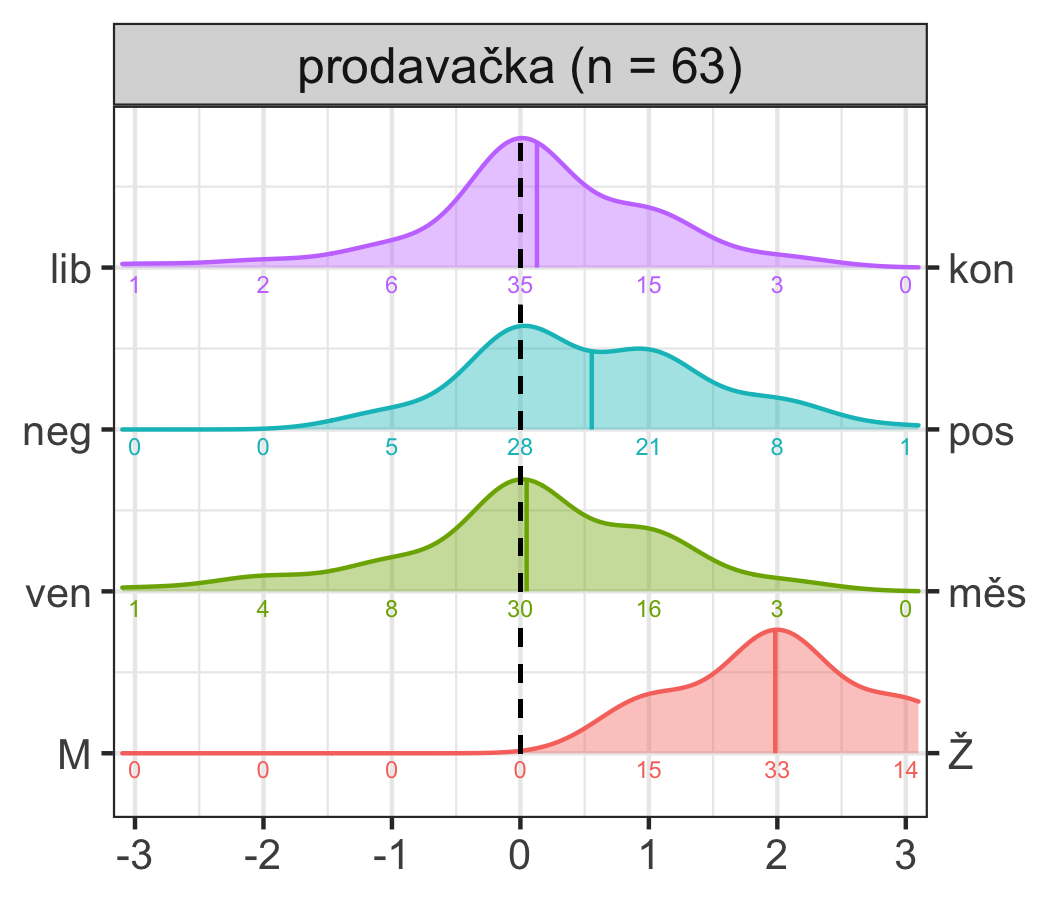 prodavačka (n = 63)
lib kon
1 2 6 35 15 3 0
neg pos
0 0 5 28 21 8 1
ven měs
1 4 8 30 16 3 0
M Ž
0 0 0 0 15 33 14
-3 -2 -1 0 1 2 3